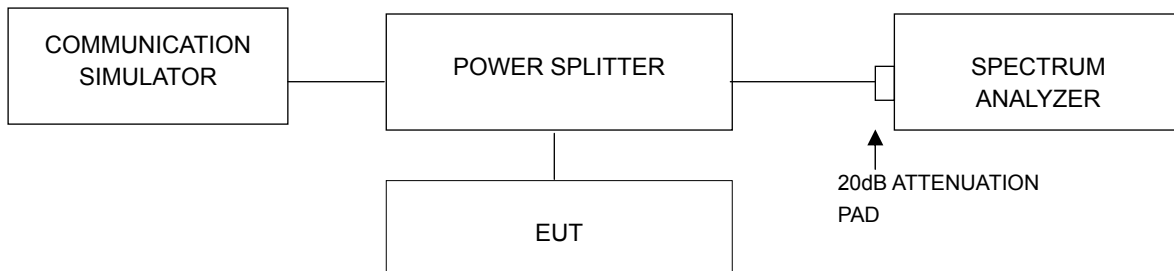 COMMUNICATION
SIMULATOR
POWER SPLITTER
SPECTRUM
ANALYZER
20dB ATTENUATION
PAD
EUT